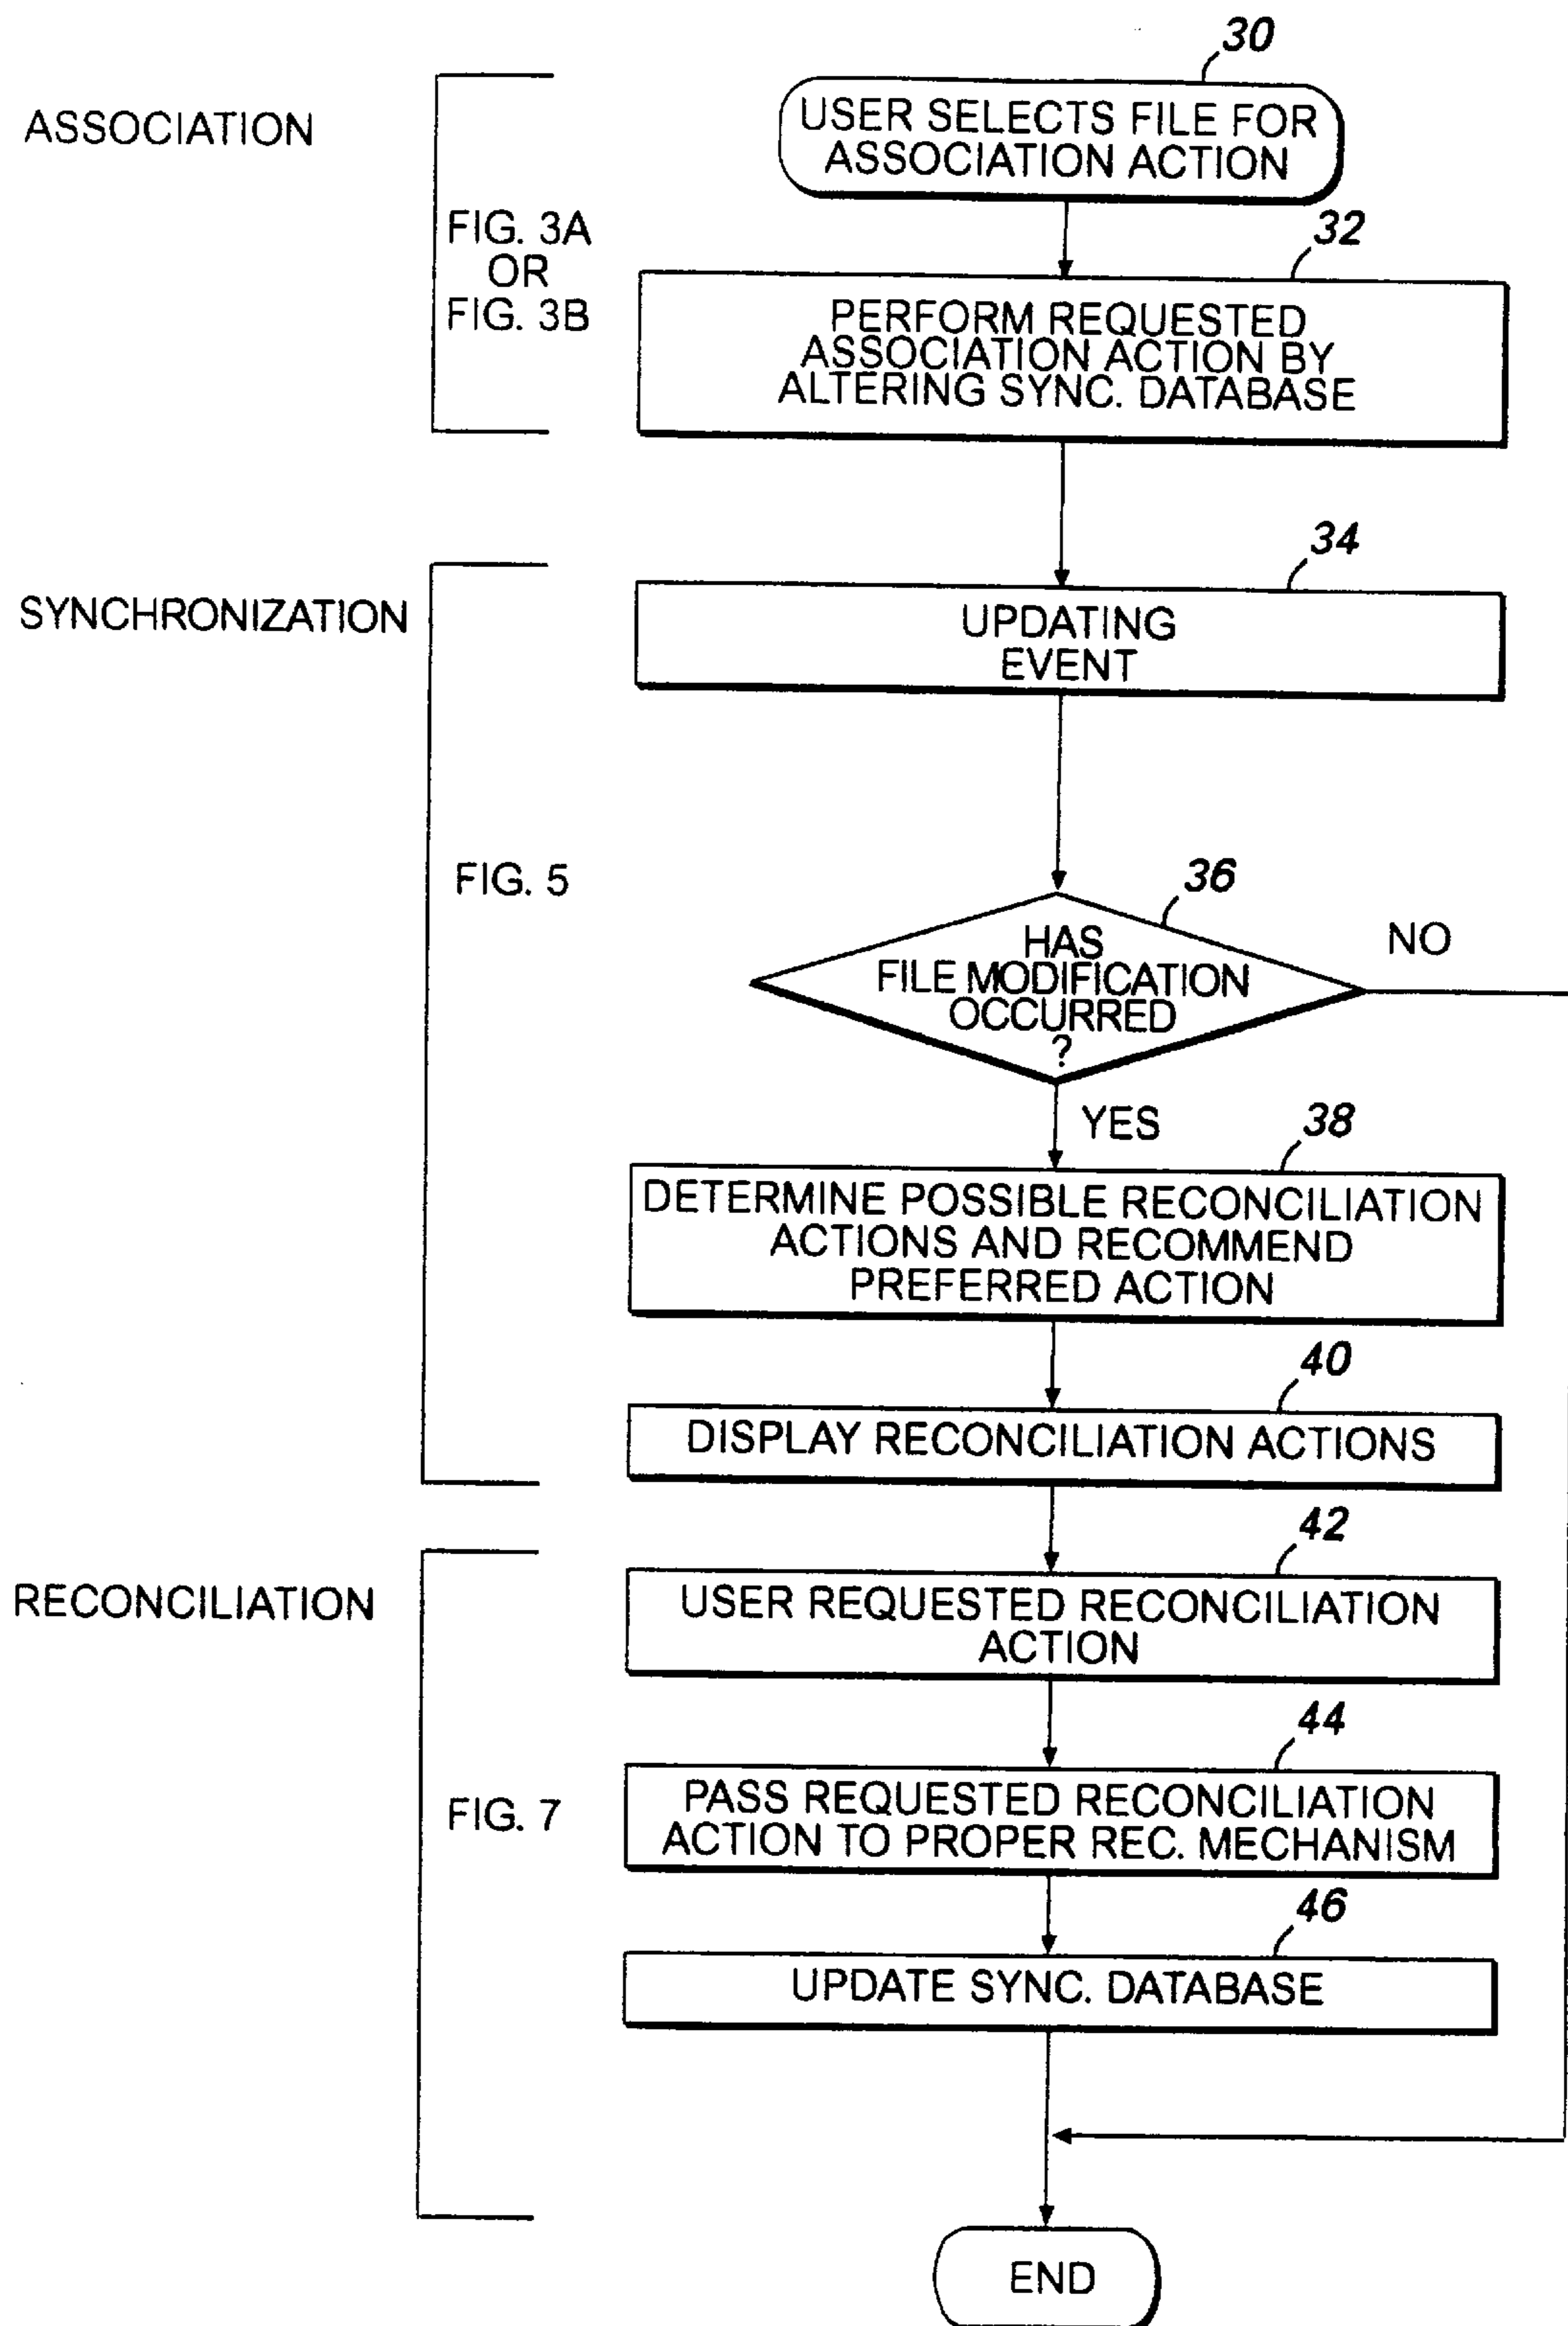 30
ASSOCIATION
USER SELECTS FILE FOR
ASSOCIATION ACTION
FIG. 3A
OR
FIG. 3B
32
PERFORM REQUESTED
ASSOCIATION ACTION BY
ALTERING SYNC. DATABASE
34
SYNCHRONIZATION
UPDATING
EVENT
FIG. 5
36
HAS
FILE MODIFICATION
OCCURRED
?
NO
YES
38
DETERMINE POSSIBLE RECONCILIATION
ACTIONS AND RECOMMEND
PREFERRED ACTION
40
DISPLAY RECONCILIATION ACTIONS
42
RECONCILIATION
USER REQUESTED RECONCILIATION
ACTION
44
FIG. 7
PASS REQUESTED RECONCILIATION
ACTION TO PROPER REC. MECHANISM
46
UPDATE SYNC. DATABASE
END